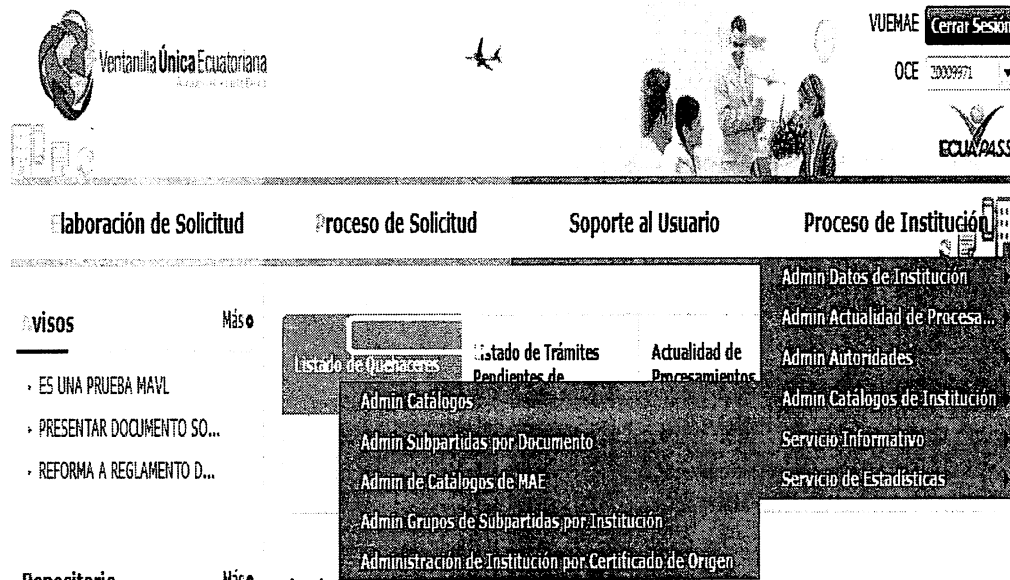 VUEMAE Cerrar Sesión
Ventanilla Única Ecuatoriana
OCE 20009971
ECUAPASS
Elaboración de Solicitud
Proceso de Solicitud
Soporte al Usuario
Proceso de Institución
Admin Datos de Institución
Admin Actualidad de Procesa...
Admin Autoridades
Admin Catálogos de Institución
Servicio Informativo
Servicio de Estadísticas
Avisos Más
ES UNA PRUEBA MAVL
PRESENTAR DOCUMENTO SO...
REFORMA A REGLAMENTO D...
Listado de Quehaceres
Listado de Trámites
Pendientes de
Actualidad de
Procesamientos
Admin Catálogos
Admin Subpartidas por Documento
Admin de Catálogos de MAE
Admin Grupos de Subpartidas por Institución
Administración de Institución por Certificado de Origen
Repositorio Más